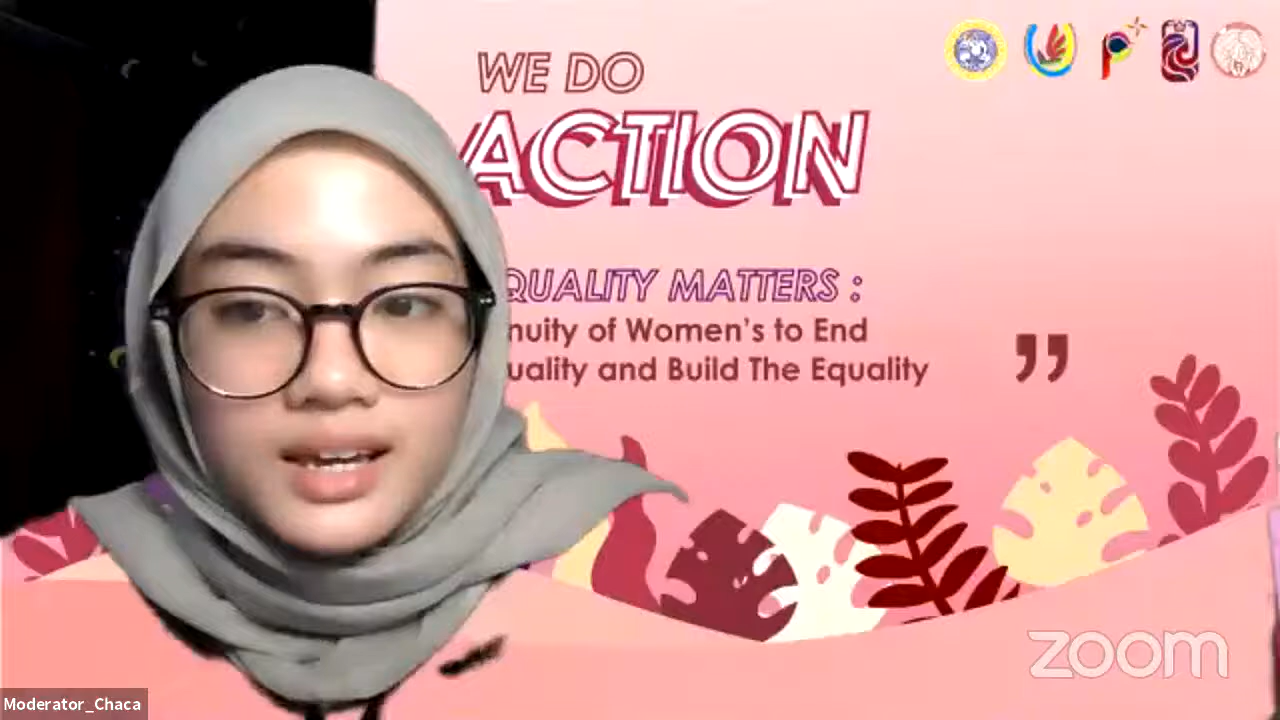 WE DO
ACTION
QUALITY MATTERS :
nuity of Women's to End
uality and Build The Equality
”
zoom
Moderator_Chaca